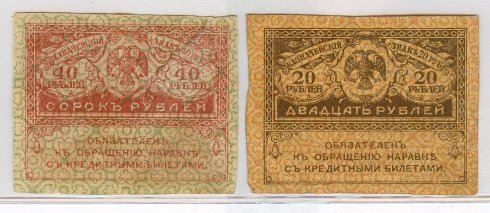 КАЗНАЧЕЙСКІЙ ЗНАКЪ
40 40
РУБЛЕЙ РУБЛЕЙ
СОРОКЪ РУБЛЕЙ
ОБЯЗАТЕЛЕНЪ
КЪ ОБРАЩЕНІЮ НАРАВНѢ
СЪ КРЕДИТНЫМИ БИЛЕТАМИ.
КАЗНАЧЕЙСКІЙ ЗНАКЪ
20 20
РУБЛЕЙ РУБЛЕЙ
ДВАДЦАТЬ РУБЛЕЙ
ОБЯЗАТЕЛЕНЪ
КЪ ОБРАЩЕНІЮ НАРАВНѢ
СЪ КРЕДИТНЫМИ БИЛЕТАМИ.